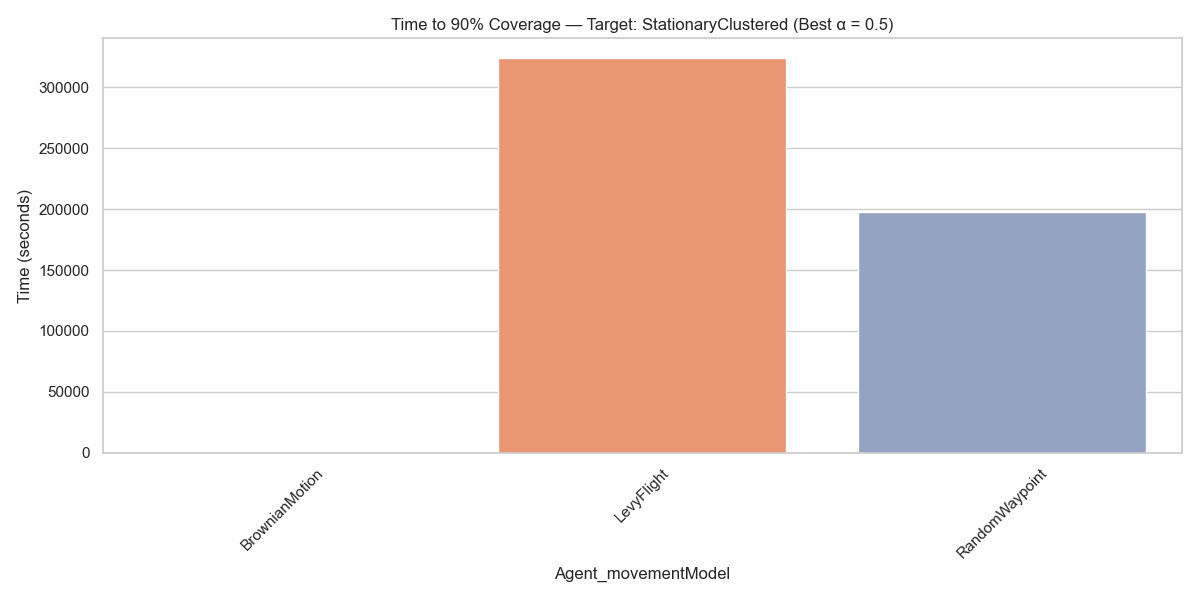 Time to 90% Coverage — Target: StationaryClustered (Best α = 0.5)
Time (seconds)
300000
250000
200000
150000
100000
50000
0
BrownianMotion
LevyFlight
RandomWaypoint
Agent_movementModel